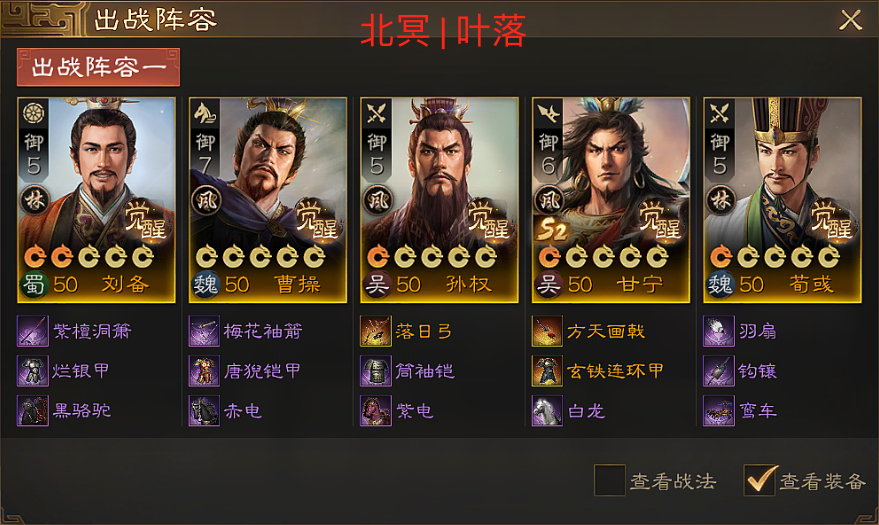 出战阵容
北冥|叶落
出战阵容一
御 5 林 觉醒 蜀 50 刘备
御 7 风 觉醒 魏 50 曹操
御 5 风 觉醒 吴 50 孙权
御 6 风 S2 觉醒 吴 50 甘宁
御 5 林 觉醒 魏 50 荀彧
紫檀洞箫 梅花袖箭 落日弓 方天画戟 羽扇
烂银甲 唐猊铠甲 筒袖铠 玄铁连环甲 钩镶
黑骆驼 赤电 紫电 白龙 鸾车
查看战法 查看装备